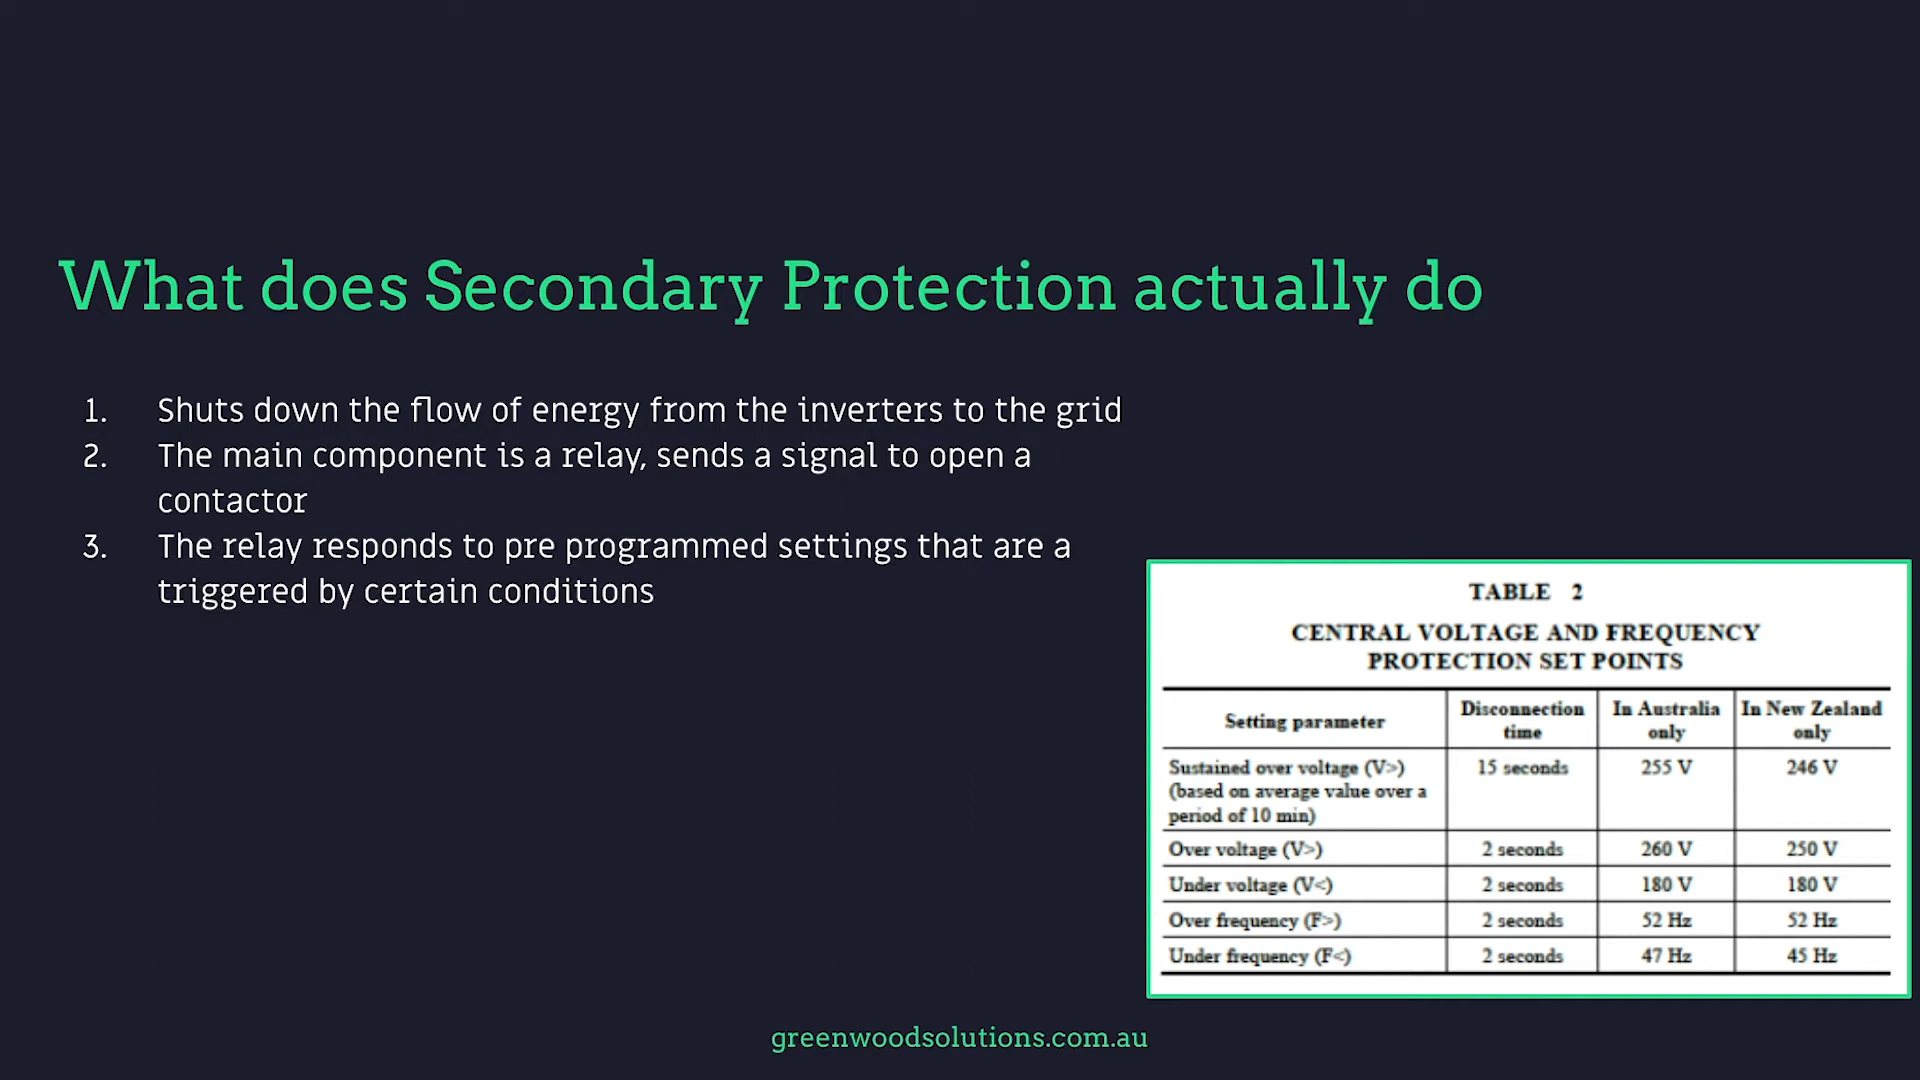 What does Secondary Protection actually do
1. Shuts down the flow of energy from the inverters to the grid
2. The main component is a relay, sends a signal to open a
contactor
3. The relay responds to pre programmed settings that are a
triggered by certain conditions
TABLE 2
CENTRAL VOLTAGE AND FREQUENCY
PROTECTION SET POINTS
Setting parameter | Disconnection time | In Australia only | In New Zealand only
Sustained over voltage (V>) (based on average value over a period of 10 min) | 15 seconds | 255 V | 246 V
Over voltage (V>) | 2 seconds | 260 V | 250 V
Under voltage (V<) | 2 seconds | 180 V | 180 V
Over frequency (F>) | 2 seconds | 52 Hz | 52 Hz
Under frequency (F<) | 2 seconds | 47 Hz | 45 Hz
greenwoodsolutions.com.au